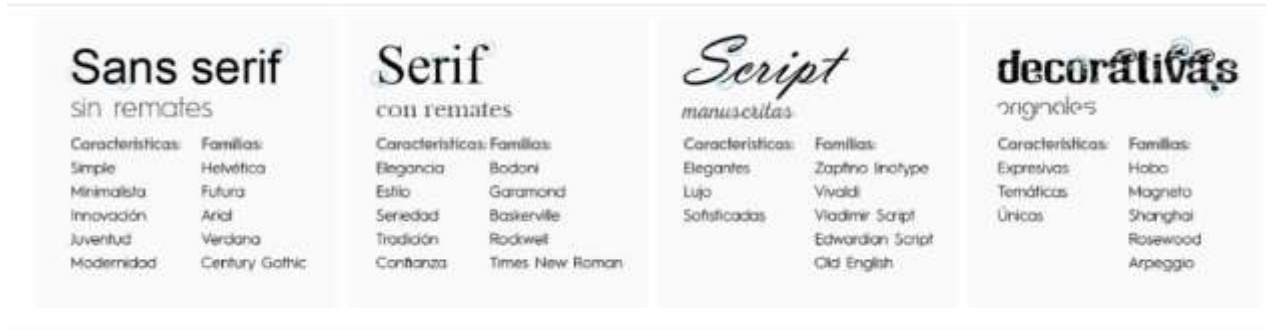 Sans serif
sin remates
Características: Familias:
Simple Helvética
Minimalista Futura
Innovación Arial
Juventud Verdana
Modernidad Century Gothic
Serif
con remates
Características: Familias:
Elegancia Bodoni
Estilo Garamond
Seriedad Baskerville
Tradición Rockwell
Confianza Times New Roman
Script
manuscritas
Características: Familias:
Elegantes Zapfino linotype
Lujo Vivaldi
Sofisticadas Vladimir Script
Edwardian Script
Old English
decorativas
originales
Características: Familias:
Expresivas Hobo
Temáticas Magneto
Únicas Shanghai
Rosewood
Arpeggio